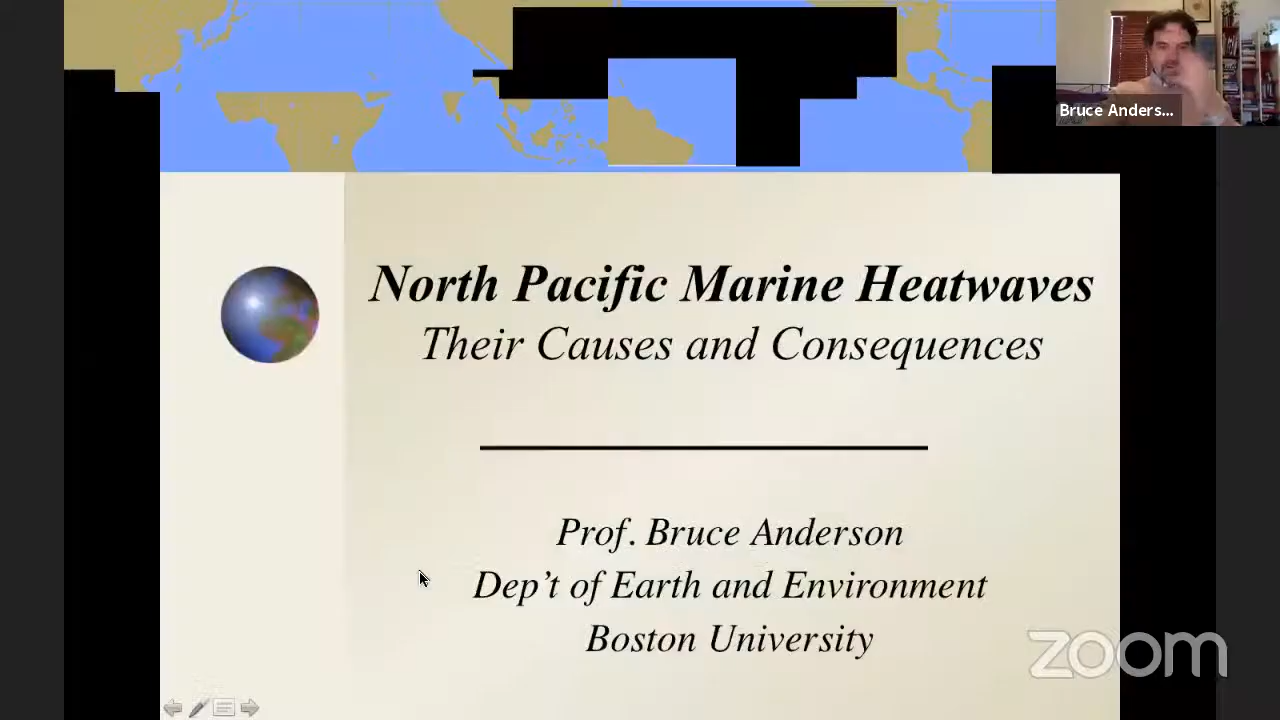 Bruce Anders...
North Pacific Marine Heatwaves
Their Causes and Consequences
Prof. Bruce Anderson
Dep’t of Earth and Environment
Boston University
zoom